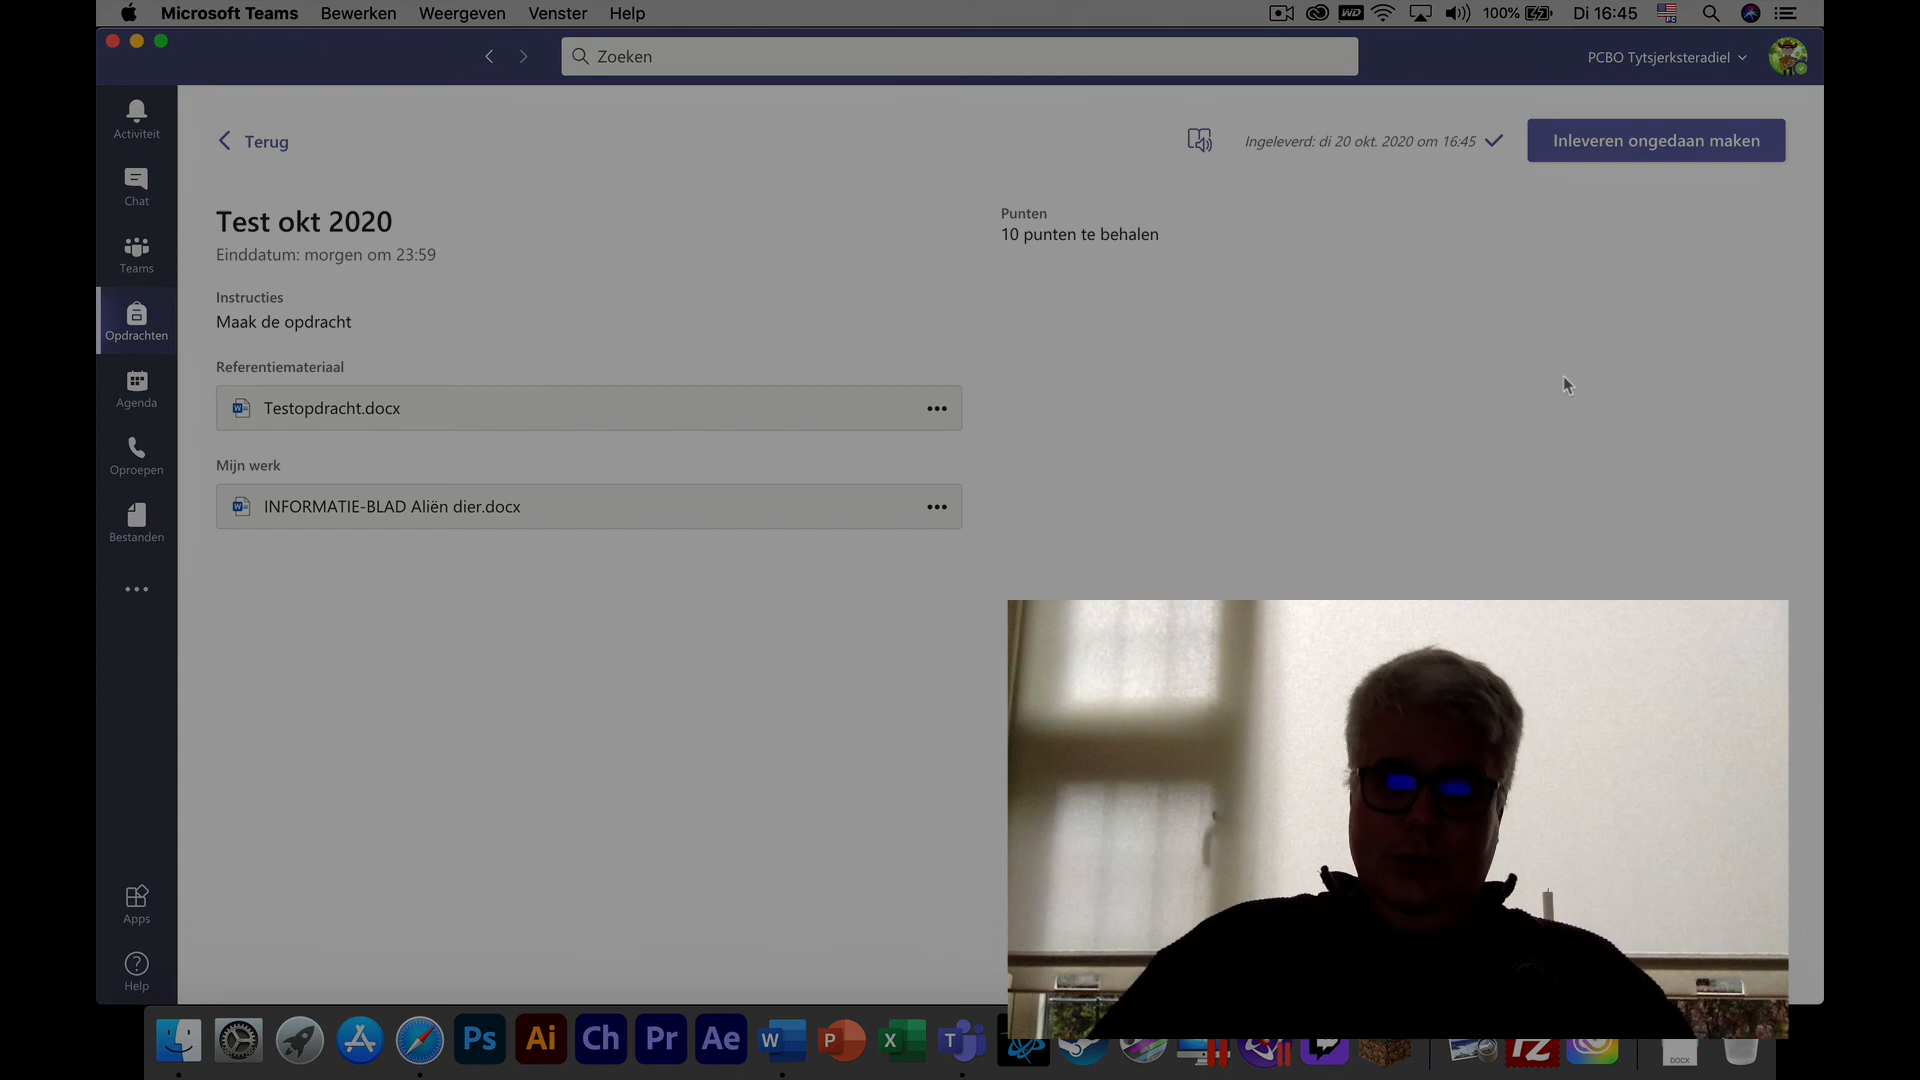 Microsoft Teams Bewerken Weergeven Venster Help
WD 100% Di 16:45
PC
Zoeken
PCBO Tytsjerksteradiel
Activiteit
Chat
Teams
Opdrachten
Agenda
Oproepen
Bestanden
Apps
Help
Terug
Ingeleverd: di 20 okt. 2020 om 16:45
Inleveren ongedaan maken
Test okt 2020
Einddatum: morgen om 23:59
Punten
10 punten te behalen
Instructies
Maak de opdracht
Referentiemateriaal
Testopdracht.docx
Mijn werk
INFORMATIE-BLAD Aliën dier.docx
Ps Ai Ch Pr Ae W P X T
DOCX